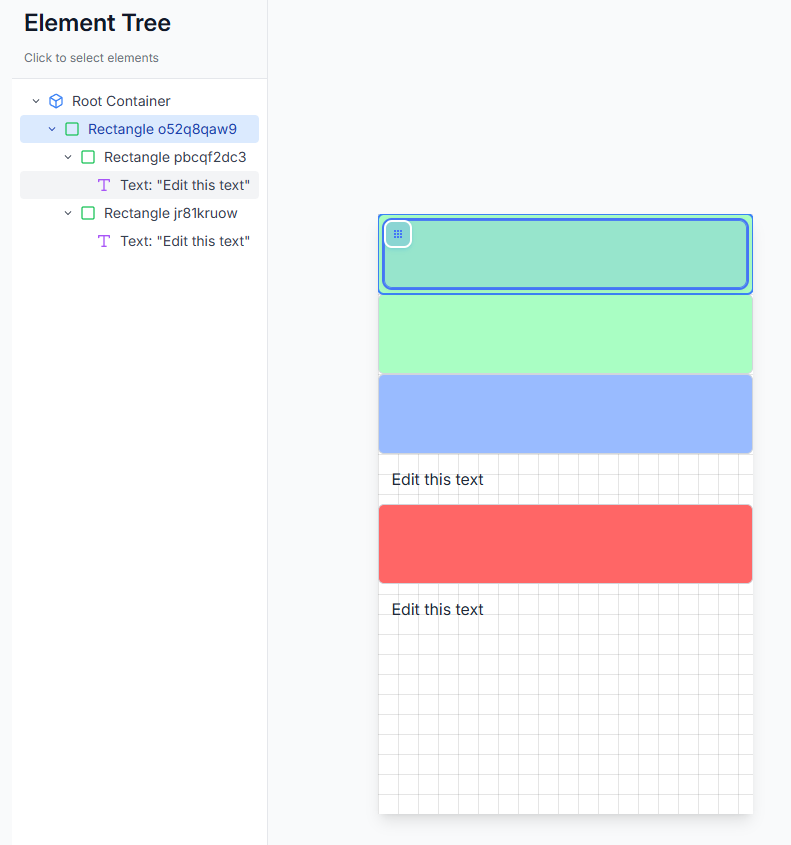 Element Tree
Click to select elements
Root Container
Rectangle o52q8qaw9
Rectangle pbcqf2dc3
Text: "Edit this text"
Rectangle jr81kruow
Text: "Edit this text"
Edit this text
Edit this text